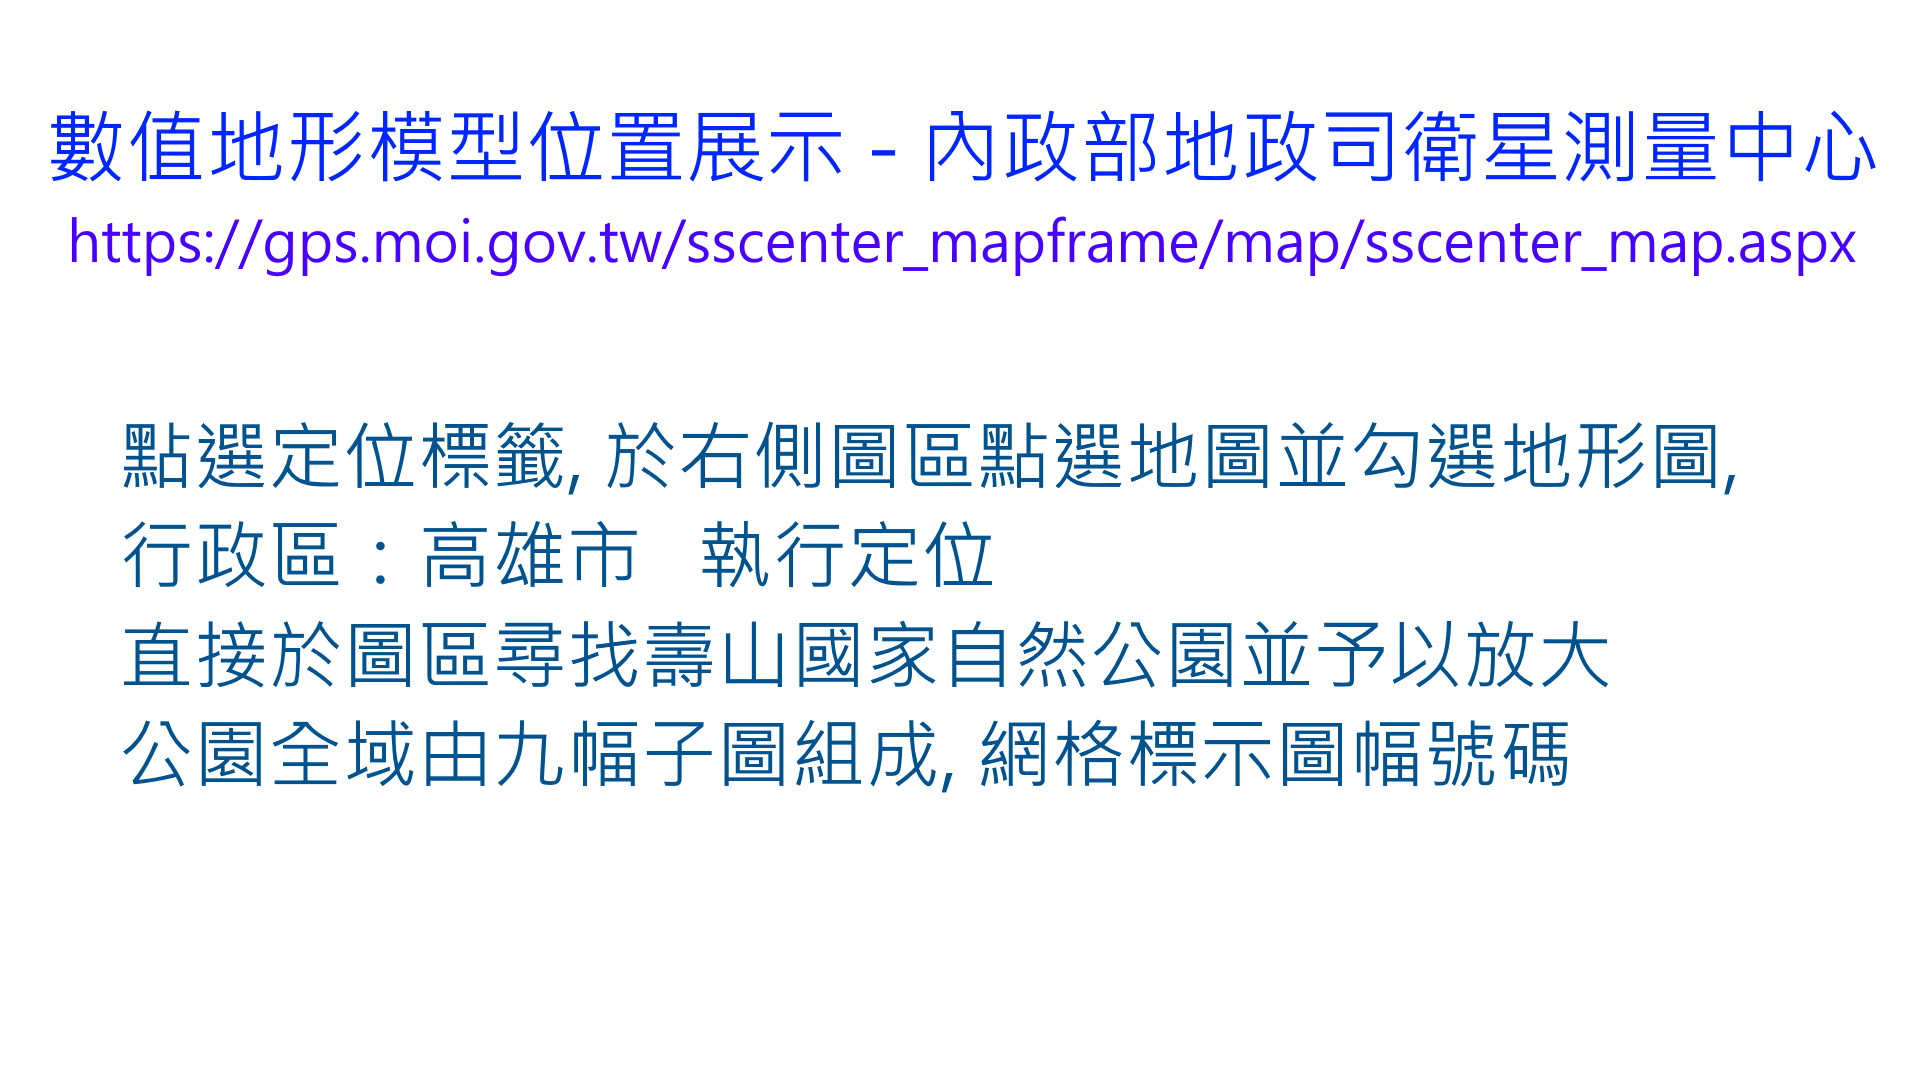 數值地形模型位置展示 - 內政部地政司衛星測量中心
https://gps.moi.gov.tw/sscenter_mapframe/map/sscenter_map.aspx
點選定位標籤, 於右側圖區點選地圖並勾選地形圖,
行政區：高雄市 執行定位
直接於圖區尋找壽山國家自然公園並予以放大
公園全域由九幅子圖組成, 網格標示圖幅號碼